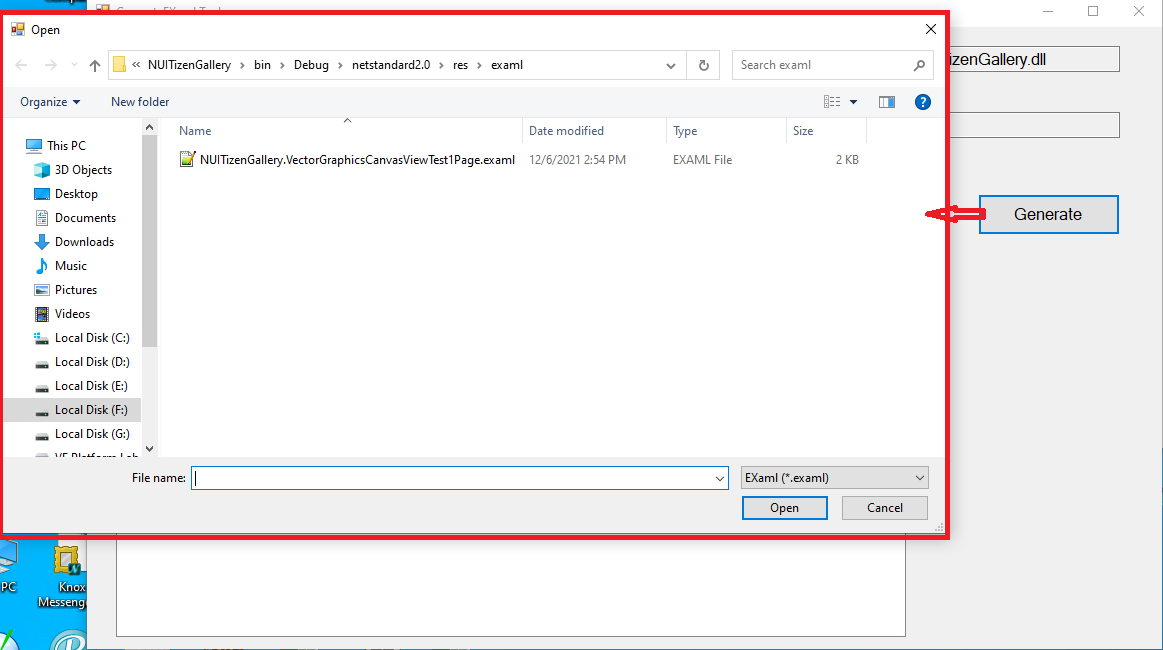 Open
« NUITizenGallery › bin › Debug › netstandard2.0 › res › examl
Search examl
izenGallery.dll
Organize
New folder
?
Name
Date modified
Type
Size
NUITizenGallery.VectorGraphicsCanvasViewTest1Page.examl
12/6/2021 2:54 PM
EXAML File
2 KB
This PC
3D Objects
Desktop
Documents
Downloads
Music
Pictures
Videos
Local Disk (C:)
Local Disk (D:)
Local Disk (E:)
Local Disk (F:)
Local Disk (G:)
Generate
File name:
EXaml (*.examl)
Open
Cancel
PC
Knox
Messeng